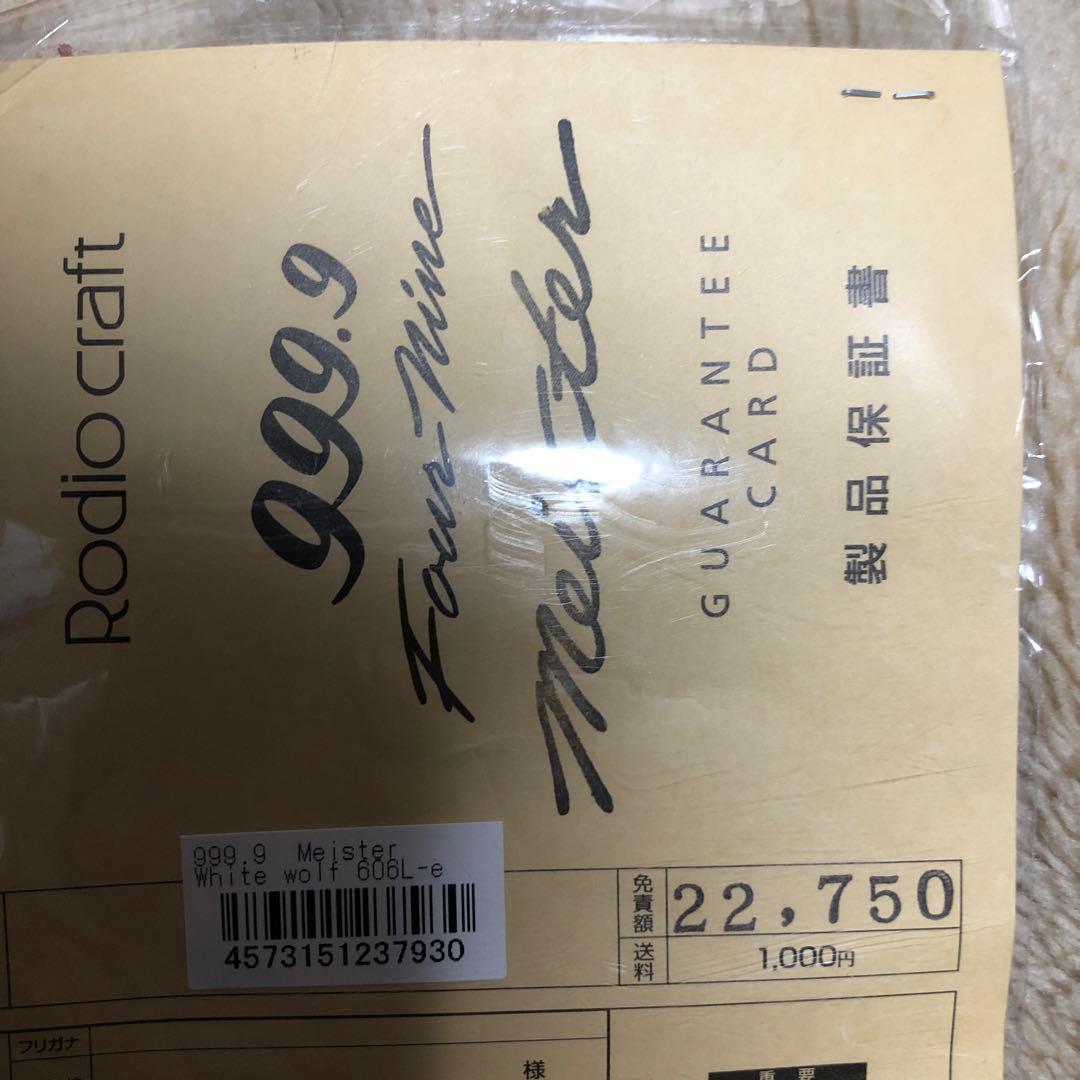 Rodio craft
999.9
Four Nine
Meister
GUARANTEE
CARD
製品保証書
999.9 Meister
White wolf 606L-e
4573151237930
免責額
22,750
送料
1,000円
フリガナ
様
重要